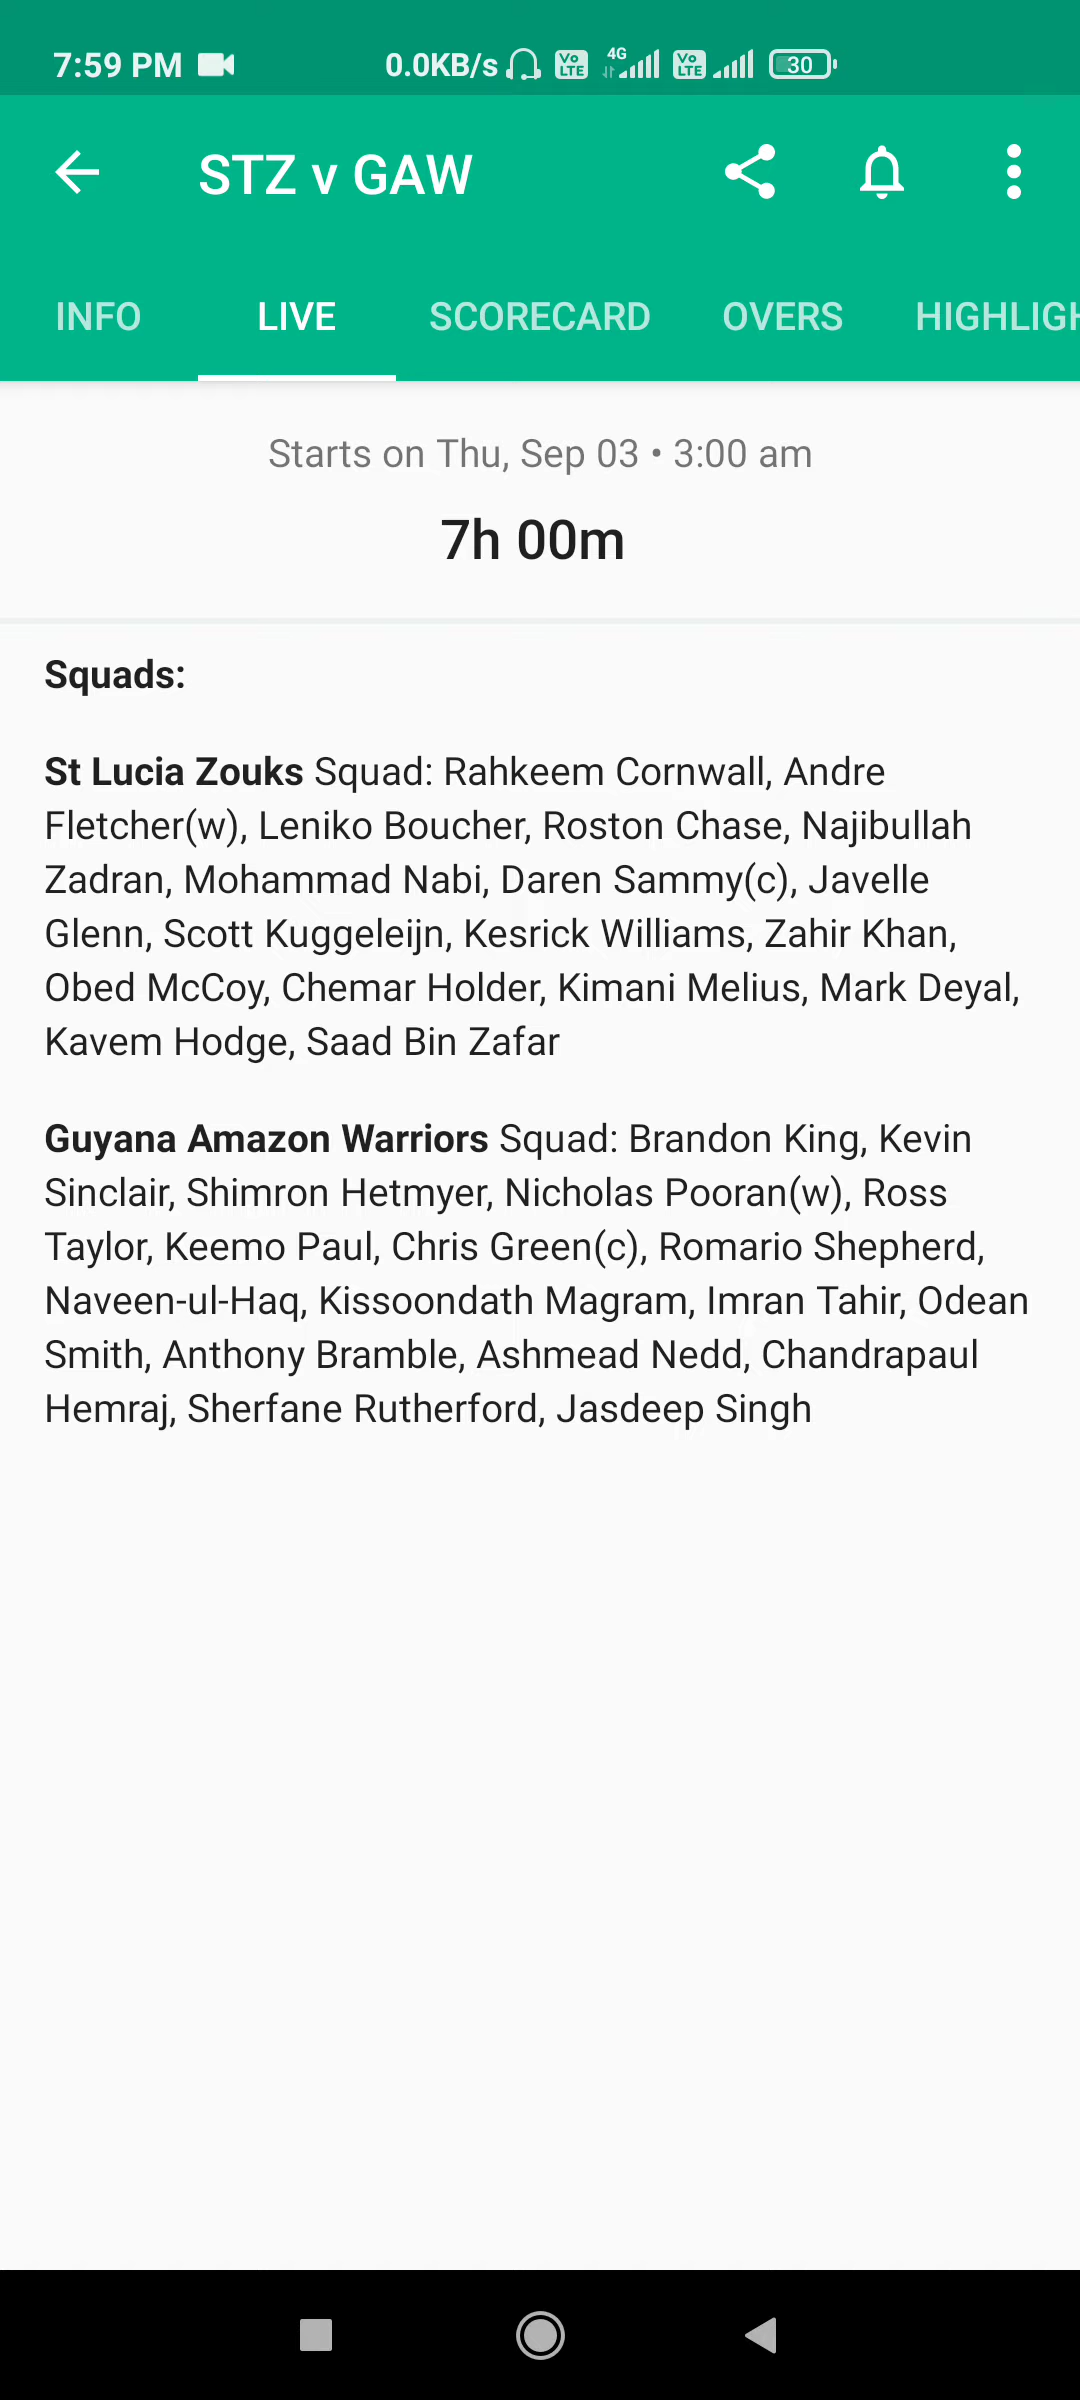 7:59 PM 0.0KB/s Vo LTE 4G Vo LTE 30
STZ v GAW
INFO LIVE SCORECARD OVERS HIGHLIGH
Starts on Thu, Sep 03 • 3:00 am
7h 00m
Squads:
St Lucia Zouks Squad: Rahkeem Cornwall, Andre
Fletcher(w), Leniko Boucher, Roston Chase, Najibullah
Zadran, Mohammad Nabi, Daren Sammy(c), Javelle
Glenn, Scott Kuggeleijn, Kesrick Williams, Zahir Khan,
Obed McCoy, Chemar Holder, Kimani Melius, Mark Deyal,
Kavem Hodge, Saad Bin Zafar
Guyana Amazon Warriors Squad: Brandon King, Kevin
Sinclair, Shimron Hetmyer, Nicholas Pooran(w), Ross
Taylor, Keemo Paul, Chris Green(c), Romario Shepherd,
Naveen-ul-Haq, Kissoondath Magram, Imran Tahir, Odean
Smith, Anthony Bramble, Ashmead Nedd, Chandrapaul
Hemraj, Sherfane Rutherford, Jasdeep Singh